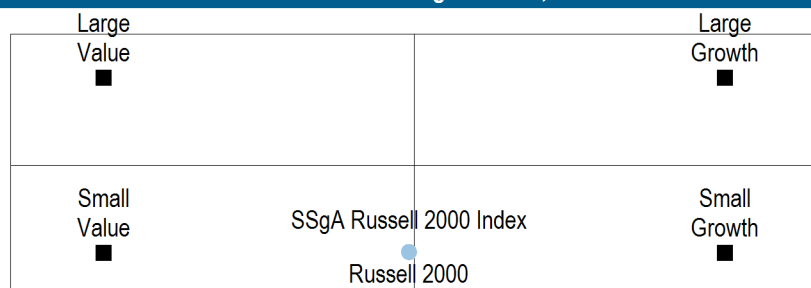 Large
Value
Large
Growth
Small
Value
SSgA Russell 2000 Index
Small
Growth
Russell 2000